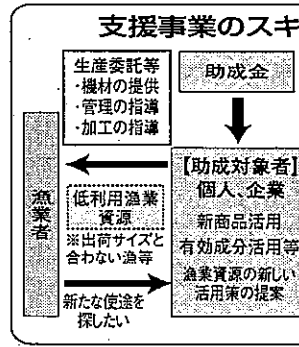 支援事業のスキ
生産委託等
・機材の提供
・管理の指導
・加工の指導
助成金
漁業者
低利用漁業
資源
※出荷サイズと
合わない漁等
新たな使途を
探したい
【助成対象者】
個人、企業
新商品活用
有効成分活用等
漁業資源の新しい
活用策の提案